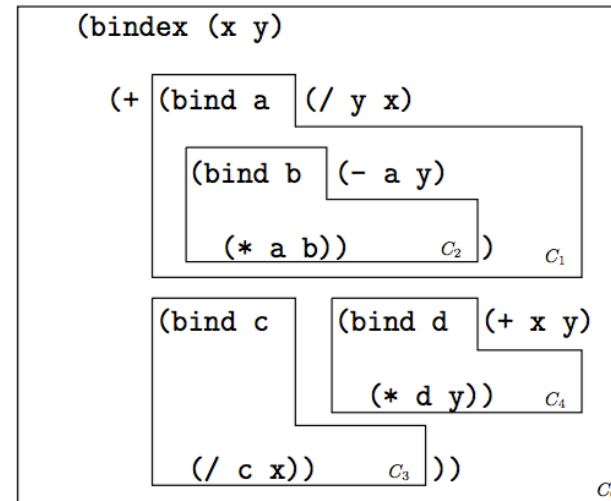 (bindex (x y)
(+ (bind a (/ y x)
(bind b (- a y)
(* a b)) C₂ ) C₁
(bind c (bind d (+ x y)
(* d y)) C₄
(/ c x)) C₃ ))